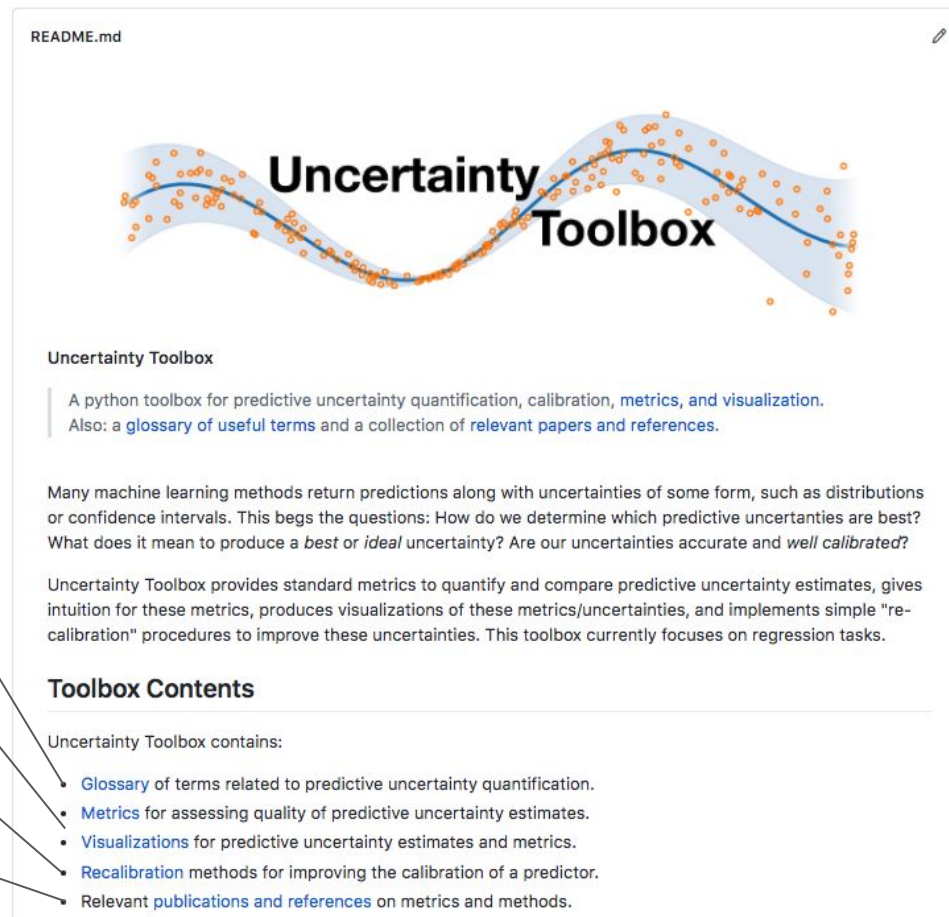 README.md
Uncertainty
Toolbox
Uncertainty Toolbox
A python toolbox for predictive uncertainty quantification, calibration, metrics, and visualization.
Also: a glossary of useful terms and a collection of relevant papers and references.
Many machine learning methods return predictions along with uncertainties of some form, such as distributions
or confidence intervals. This begs the questions: How do we determine which predictive uncertanties are best?
What does it mean to produce a best or ideal uncertainty? Are our uncertainties accurate and well calibrated?
Uncertainty Toolbox provides standard metrics to quantify and compare predictive uncertainty estimates, gives
intuition for these metrics, produces visualizations of these metrics/uncertainties, and implements simple "re-
calibration" procedures to improve these uncertainties. This toolbox currently focuses on regression tasks.
Toolbox Contents
Uncertainty Toolbox contains:
• Glossary of terms related to predictive uncertainty quantification.
• Metrics for assessing quality of predictive uncertainty estimates.
• Visualizations for predictive uncertainty estimates and metrics.
• Recalibration methods for improving the calibration of a predictor.
• Relevant publications and references on metrics and methods.